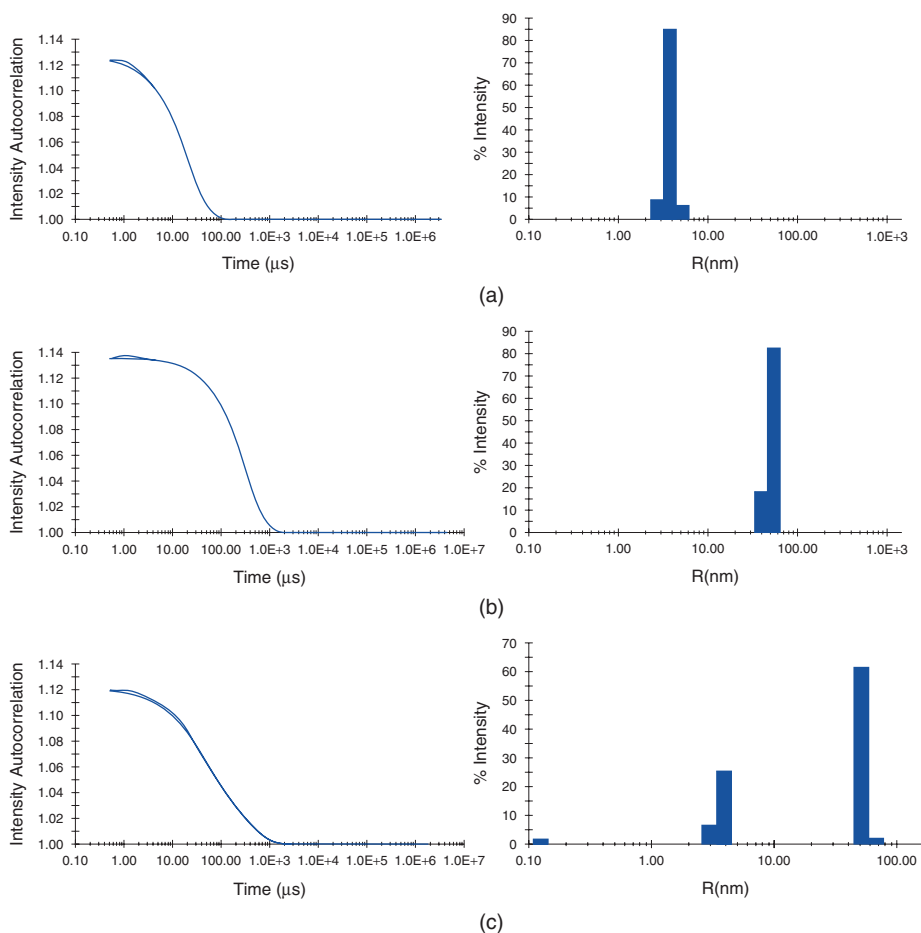 Intensity Autocorrelation
1.14
1.12
1.10
1.08
1.06
1.04
1.02
1.00
0.10 1.00 10.00 100.00 1.0E+3 1.0E+4 1.0E+5 1.0E+6
Time (μs)
% Intensity
90
80
70
60
50
40
30
20
10
0
0.10 1.00 10.00 100.00 1.0E+3
R(nm)
(a)
Intensity Autocorrelation
1.14
1.12
1.10
1.08
1.06
1.04
1.02
1.00
0.10 1.00 10.00 100.00 1.0E+3 1.0E+4 1.0E+5 1.0E+6 1.0E+7
Time (μs)
% Intensity
90
80
70
60
50
40
30
20
10
0
0.10 1.00 10.00 100.00 1.0E+3
R(nm)
(b)
Intensity Autocorrelation
1.14
1.12
1.10
1.08
1.06
1.04
1.02
1.00
0.10 1.00 10.00 100.00 1.0E+3 1.0E+4 1.0E+5 1.0E+6 1.0E+7
Time (μs)
% Intensity
70
60
50
40
30
20
10
0
0.10 1.00 10.00 100.00
R(nm)
(c)